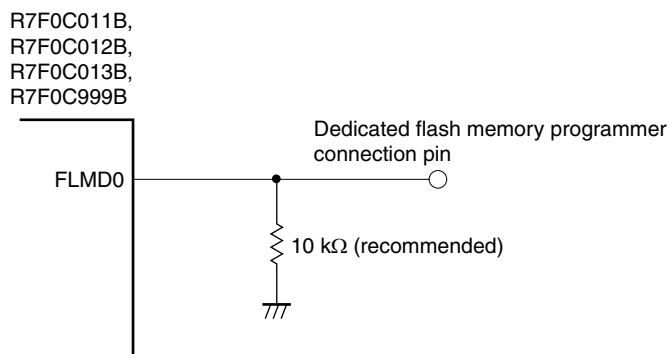 R7F0C011B,
R7F0C012B,
R7F0C013B,
R7F0C999B
Dedicated flash memory programmer
connection pin
FLMD0
10 kΩ (recommended)